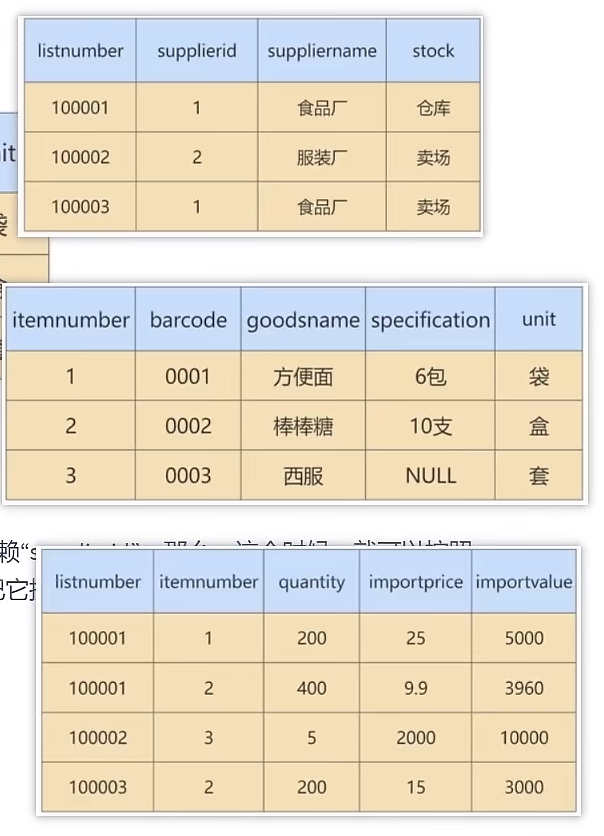 listnumber supplierid suppliername stock
100001 1 食品厂 仓库
100002 2 服装厂 卖场
100003 1 食品厂 卖场
itemnumber barcode goodsname specification unit
1 0001 方便面 6包 袋
2 0002 棒棒糖 10支 盒
3 0003 西服 NULL 套
listnumber itemnumber quantity importprice importvalue
100001 1 200 25 5000
100001 2 400 9.9 3960
100002 3 5 2000 10000
100003 2 200 15 3000